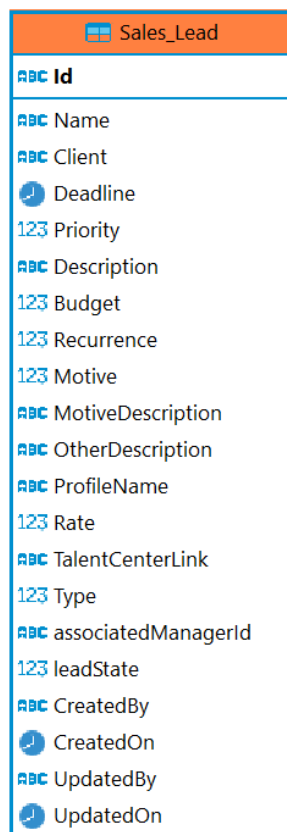 Sales_Lead
ABC Id
ABC Name
ABC Client
Deadline
123 Priority
ABC Description
123 Budget
123 Recurrence
123 Motive
ABC MotiveDescription
ABC OtherDescription
ABC ProfileName
123 Rate
ABC TalentCenterLink
123 Type
ABC associatedManagerId
123 leadState
ABC CreatedBy
CreatedOn
ABC UpdatedBy
UpdatedOn